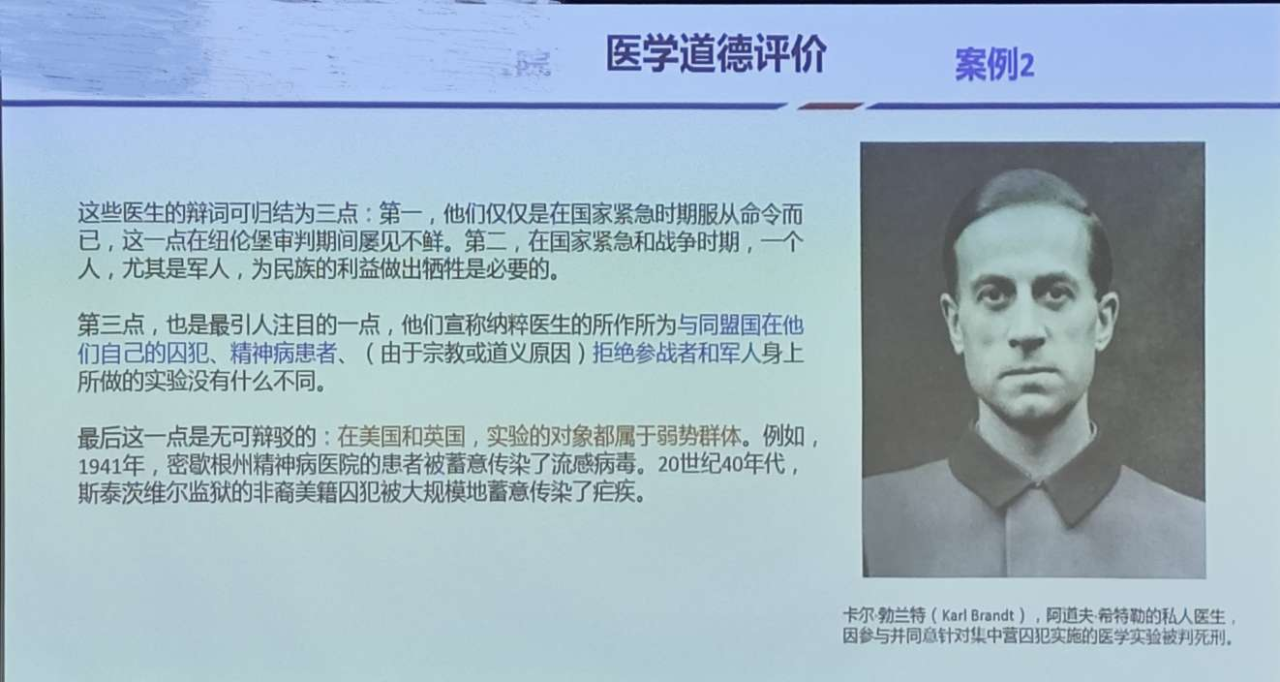 医学道德评价
案例2
这些医生的辩词可归结为三点：第一，他们仅仅是在国家紧急时期服从命令而
已，这一点在纽伦堡审判期间屡见不鲜。第二，在国家紧急和战争时期，一个
人，尤其是军人，为民族的利益做出牺牲是必要的。
第三点，也是最引人注目的一点，他们宣称纳粹医生的所作所为与同盟国在他
们自己的囚犯、精神病患者、（由于宗教或道义原因）拒绝参战者和军人身上
所做的实验没有什么不同。
最后这一点是无可辩驳的：在美国和英国，实验的对象都属于弱势群体。例如，
1941年，密歇根州精神病医院的患者被蓄意传染了流感病毒。20世纪40年代，
斯泰茨维尔监狱的非裔美籍囚犯被大规模地蓄意传染了疟疾。
卡尔·勃兰特（Karl Brandt），阿道夫·希特勒的私人医生，
因参与并同意针对集中营囚犯实施的医学实验被判死刑。